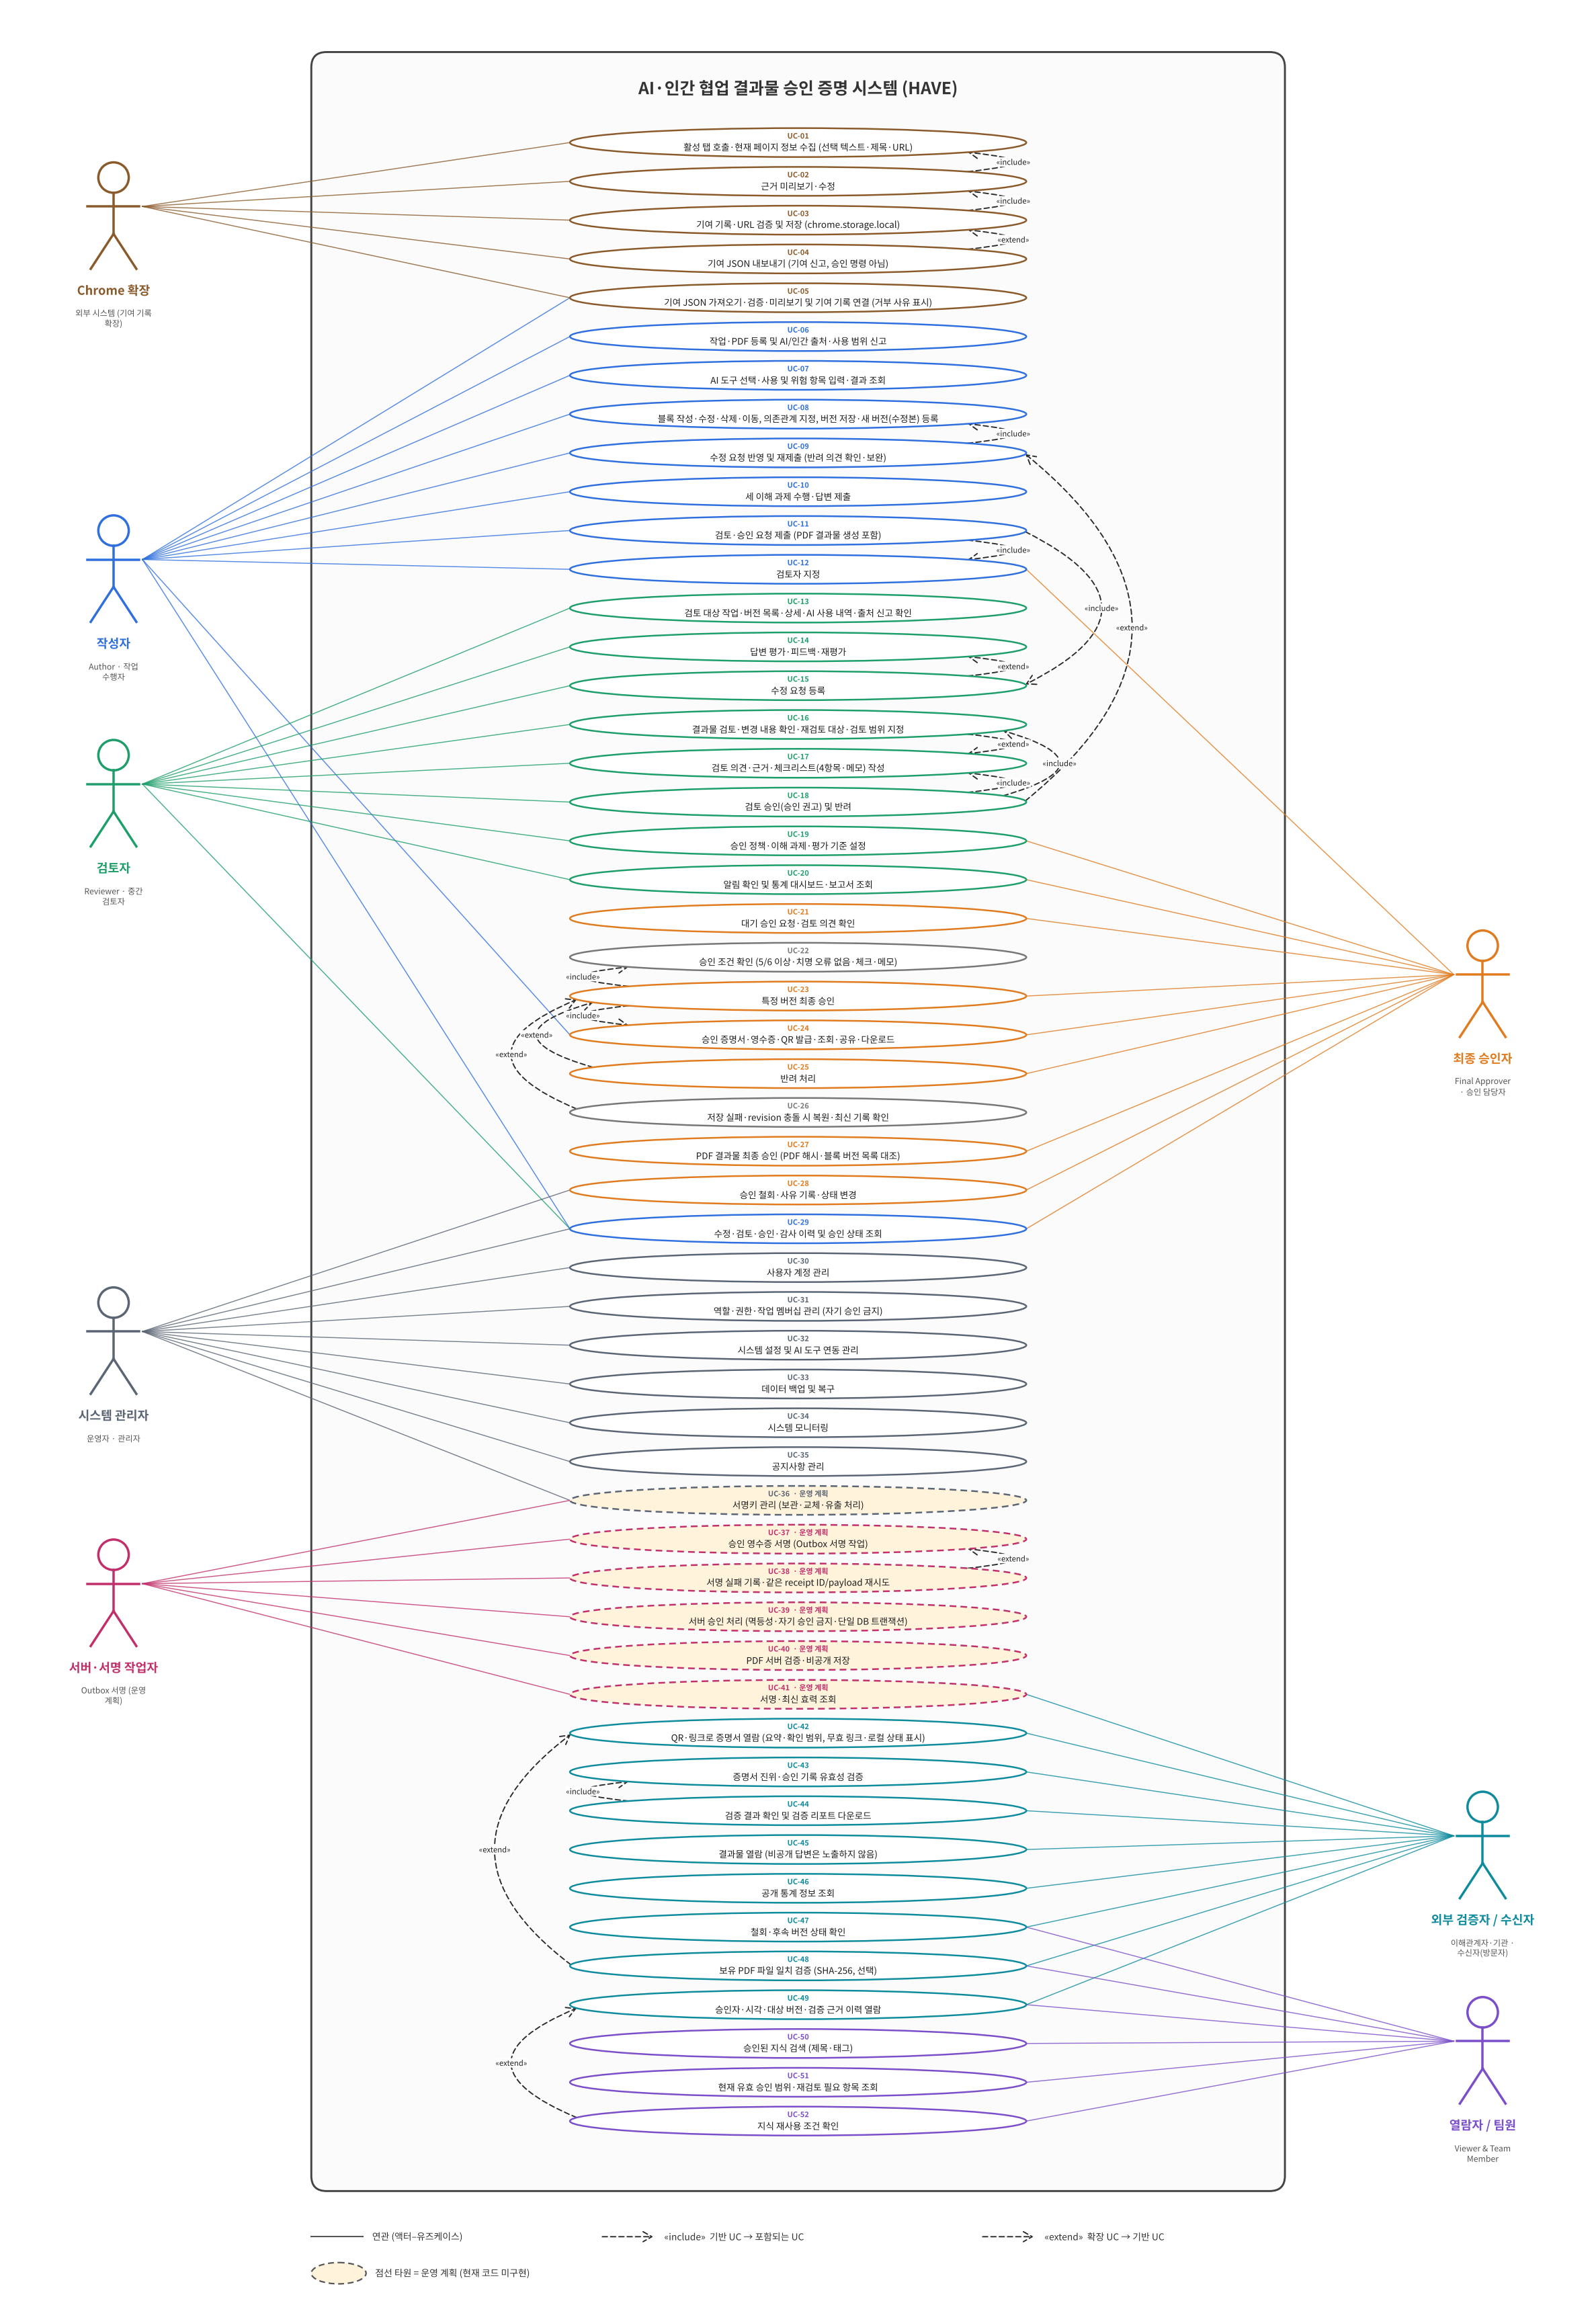 AI·인간 협업 결과물 승인 증명 시스템 (HAVE)
UC-01
활성 탭 호출·현재 페이지 정보 수집 (선택 텍스트·제목·URL)
«include»
UC-02
근거 미리보기·수정
«include»
UC-03
기여 기록·URL 검증 및 저장 (chrome.storage.local)
«extend»
UC-04
기여 JSON 내보내기 (기여 신고, 승인 명령 아님)
UC-05
기여 JSON 가져오기·검증·미리보기 및 기여 기록 연결 (거부 사유 표시)
Chrome 확장
외부 시스템 (기여 기록
확장)
UC-06
작업·PDF 등록 및 AI/인간 출처·사용 범위 신고
UC-07
AI 도구 선택·사용 및 위험 항목 입력·결과 조회
UC-08
블록 작성·수정·삭제·이동, 의존관계 지정, 버전 저장·새 버전(수정본) 등록
«include»
UC-09
수정 요청 반영 및 재제출 (반려 의견 확인·보완)
UC-10
세 이해 과제 수행·답변 제출
UC-11
검토·승인 요청 제출 (PDF 결과물 생성 포함)
«include»
UC-12
검토자 지정
작성자
Author · 작업
수행자
UC-13
검토 대상 작업·버전 목록·상세·AI 사용 내역·출처 신고 확인
«include»
«extend»
UC-14
답변 평가·피드백·재평가
«extend»
UC-15
수정 요청 등록
UC-16
결과물 검토·변경 내용 확인·재검토 대상·검토 범위 지정
«extend»
UC-17
검토 의견·근거·체크리스트(4항목·메모) 작성
«include»
«include»
UC-18
검토 승인(승인 권고) 및 반려
검토자
Reviewer · 중간
검토자
UC-19
승인 정책·이해 과제·평가 기준 설정
UC-20
알림 확인 및 통계 대시보드·보고서 조회
UC-21
대기 승인 요청·검토 의견 확인
UC-22
승인 조건 확인 (5/6 이상·치명 오류 없음·체크·메모)
«include»
UC-23
특정 버전 최종 승인
«include»
UC-24
승인 증명서·영수증·QR 발급·조회·공유·다운로드
«extend»
«extend»
UC-25
반려 처리
최종 승인자
Final Approver
· 승인 담당자
UC-26
저장 실패·revision 충돌 시 복원·최신 기록 확인
UC-27
PDF 결과물 최종 승인 (PDF 해시·블록 버전 목록 대조)
UC-28
승인 철회·사유 기록·상태 변경
UC-29
수정·검토·승인·감사 이력 및 승인 상태 조회
UC-30
사용자 계정 관리
UC-31
역할·권한·작업 멤버십 관리 (자기 승인 금지)
UC-32
시스템 설정 및 AI 도구 연동 관리
UC-33
데이터 백업 및 복구
UC-34
시스템 모니터링
UC-35
공지사항 관리
시스템 관리자
운영자 · 관리자
UC-36 · 운영 계획
서명키 관리 (보관·교체·유출 처리)
UC-37 · 운영 계획
승인 영수증 서명 (Outbox 서명 작업)
«extend»
UC-38 · 운영 계획
서명 실패 기록·같은 receipt ID/payload 재시도
UC-39 · 운영 계획
서버 승인 처리 (멱등성·자기 승인 금지·단일 DB 트랜잭션)
UC-40 · 운영 계획
PDF 서버 검증·비공개 저장
UC-41 · 운영 계획
서명·최신 효력 조회
서버·서명 작업자
Outbox 서명 (운영
계획)
UC-42
QR·링크로 증명서 열람 (요약·확인 범위, 무효 링크·로컬 상태 표시)
UC-43
증명서 진위·승인 기록 유효성 검증
«include»
UC-44
검증 결과 확인 및 검증 리포트 다운로드
UC-45
결과물 열람 (비공개 답변은 노출하지 않음)
«extend»
UC-46
공개 통계 정보 조회
UC-47
철회·후속 버전 상태 확인
외부 검증자 / 수신자
이해관계자·기관 ·
수신자(방문자)
UC-48
보유 PDF 파일 일치 검증 (SHA-256, 선택)
UC-49
승인자·시각·대상 버전·검증 근거 이력 열람
UC-50
승인된 지식 검색 (제목·태그)
«extend»
UC-51
현재 유효 승인 범위·재검토 필요 항목 조회
UC-52
지식 재사용 조건 확인
열람자 / 팀원
Viewer & Team
Member
연관 (액터–유즈케이스)
«include» 기반 UC → 포함되는 UC
«extend» 확장 UC → 기반 UC
점선 타원 = 운영 계획 (현재 코드 미구현)